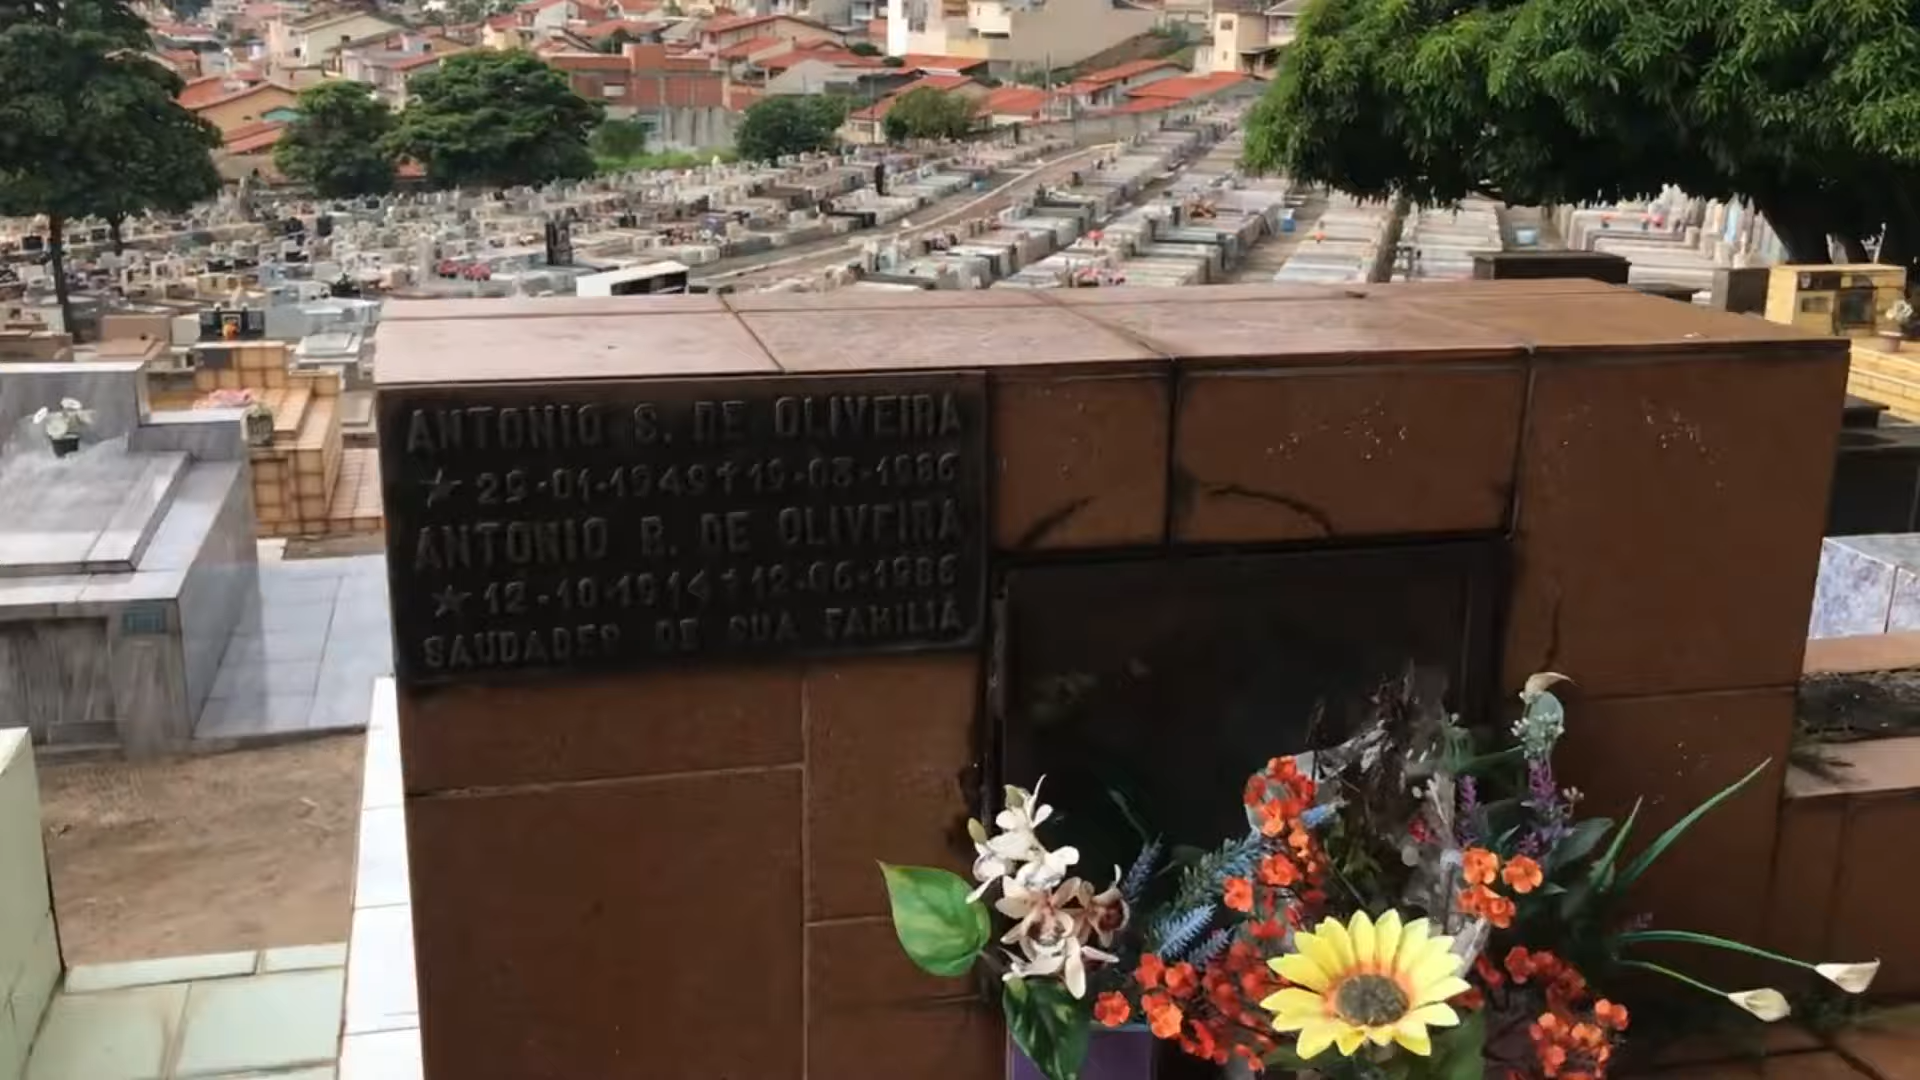 ANTONIO S. DE OLIVEIRA
★ 29-01-1949 ✝ 19-03-1986
ANTONIO R. DE OLIVEIRA
★ 12-10-1914 ✝ 12-06-1986
SAUDADES DE SUA FAMILIA